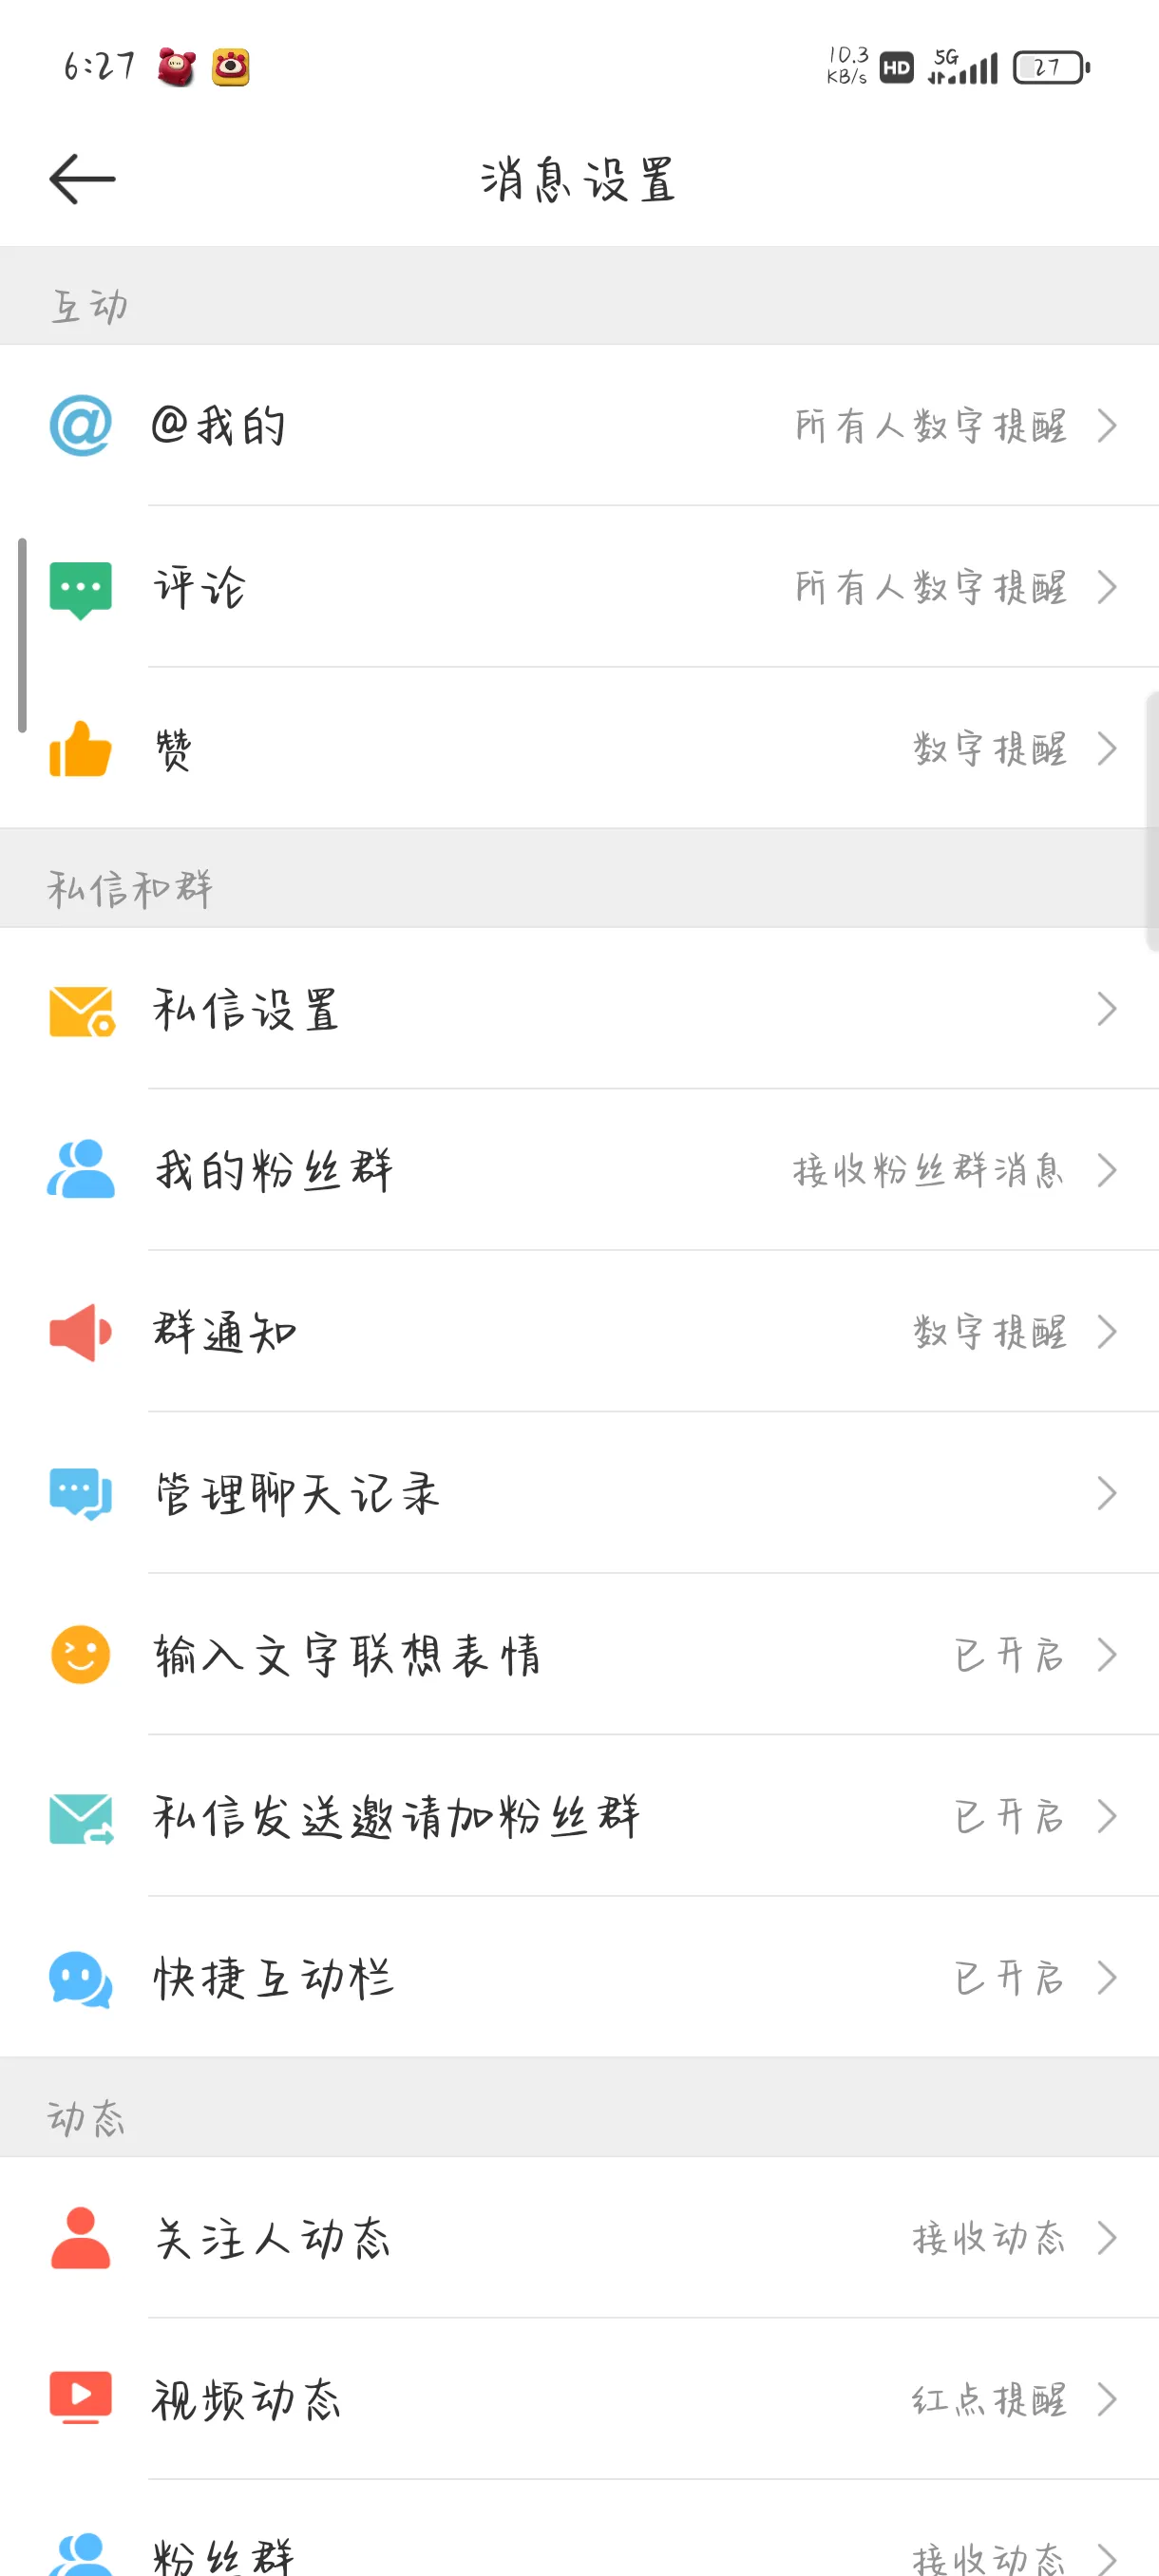 6:27
10.3
KB/s
HD
5G
27
消息设置
互动
@我的 所有人数字提醒
评论 所有人数字提醒
赞 数字提醒
私信和群
私信设置
我的粉丝群 接收粉丝群消息
群通知 数字提醒
管理聊天记录
输入文字联想表情 已开启
私信发送邀请加粉丝群 已开启
快捷互动栏 已开启
动态
关注人动态 接收动态
视频动态 红点提醒
粉丝群 接收动态